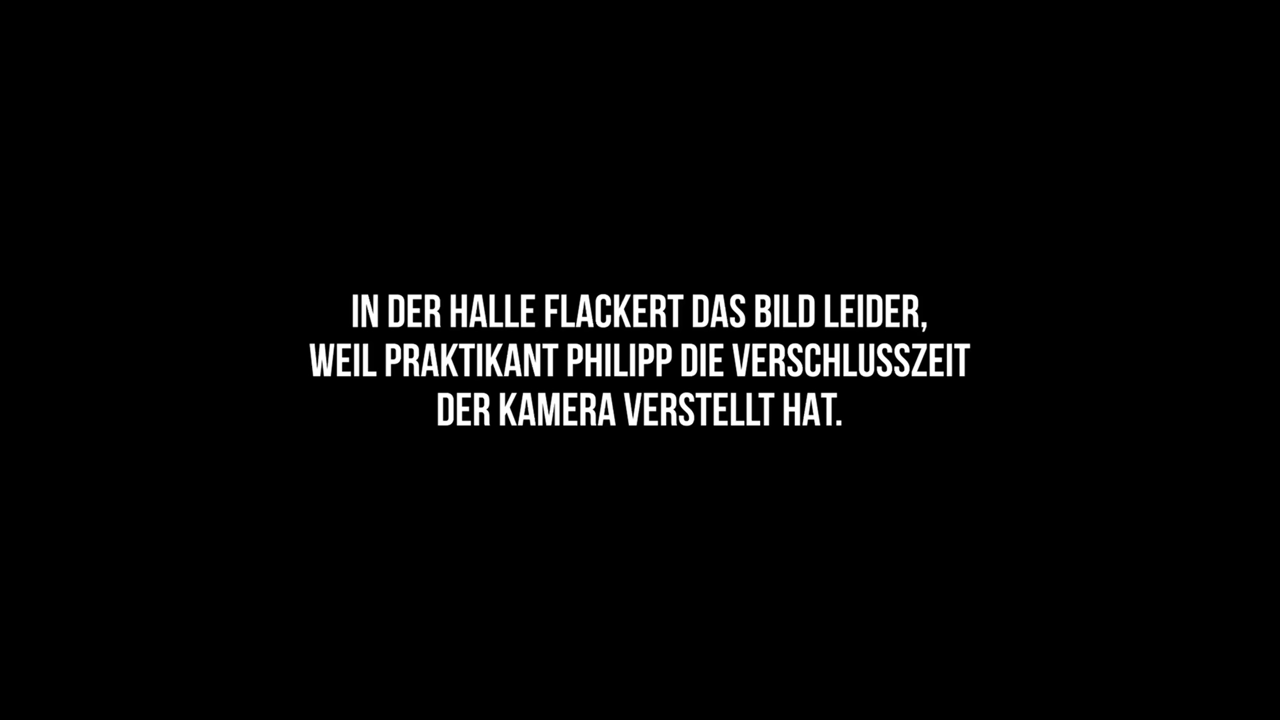 IN DER HALLE FLACKERT DAS BILD LEIDER,
WEIL PRAKTIKANT PHILIPP DIE VERSCHLUSSZEIT
DER KAMERA VERSTELLT HAT.